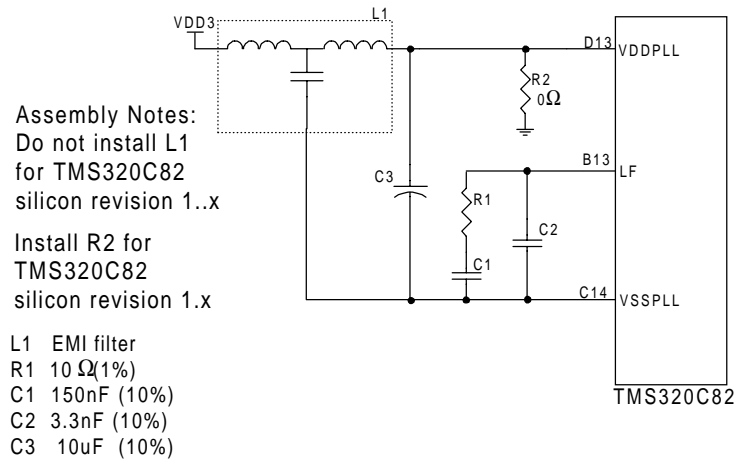 VDD3
L1
D13
VDDPLL
R2
0Ω
Assembly Notes:
Do not install L1
for TMS320C82
silicon revision 1..x
B13
LF
C3
R1
C2
Install R2 for
TMS320C82
silicon revision 1.x
C1
C14
VSSPLL
L1 EMI filter
R1 10 Ω(1%)
C1 150nF (10%)
C2 3.3nF (10%)
C3 10uF (10%)
TMS320C82